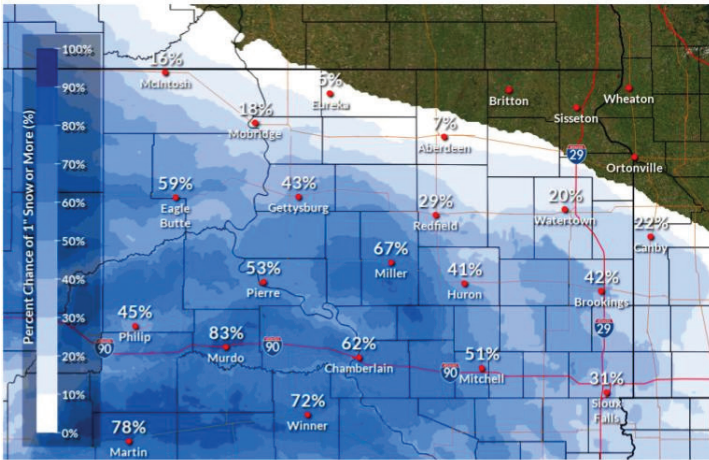 Percent Chance of 1" Snow or More (%)
100%
90%
80%
70%
60%
50%
40%
30%
20%
10%
0%
16%
McIntosh
5%
Eureka
18%
Mobridge
7%
Aberdeen
Britton
Sisseton
Wheaton
29
Ortonville
59%
Eagle
Butte
43%
Gettysburg
29%
Redfield
20%
Watertown
22%
Canby
67%
Miller
53%
Pierre
41%
Huron
42%
Brookings
45%
Philip
83%
Murdo
62%
Chamberlain
51%
Mitchell
29
90
90
90
31%
Sioux
Falls
72%
Winner
78%
Martin